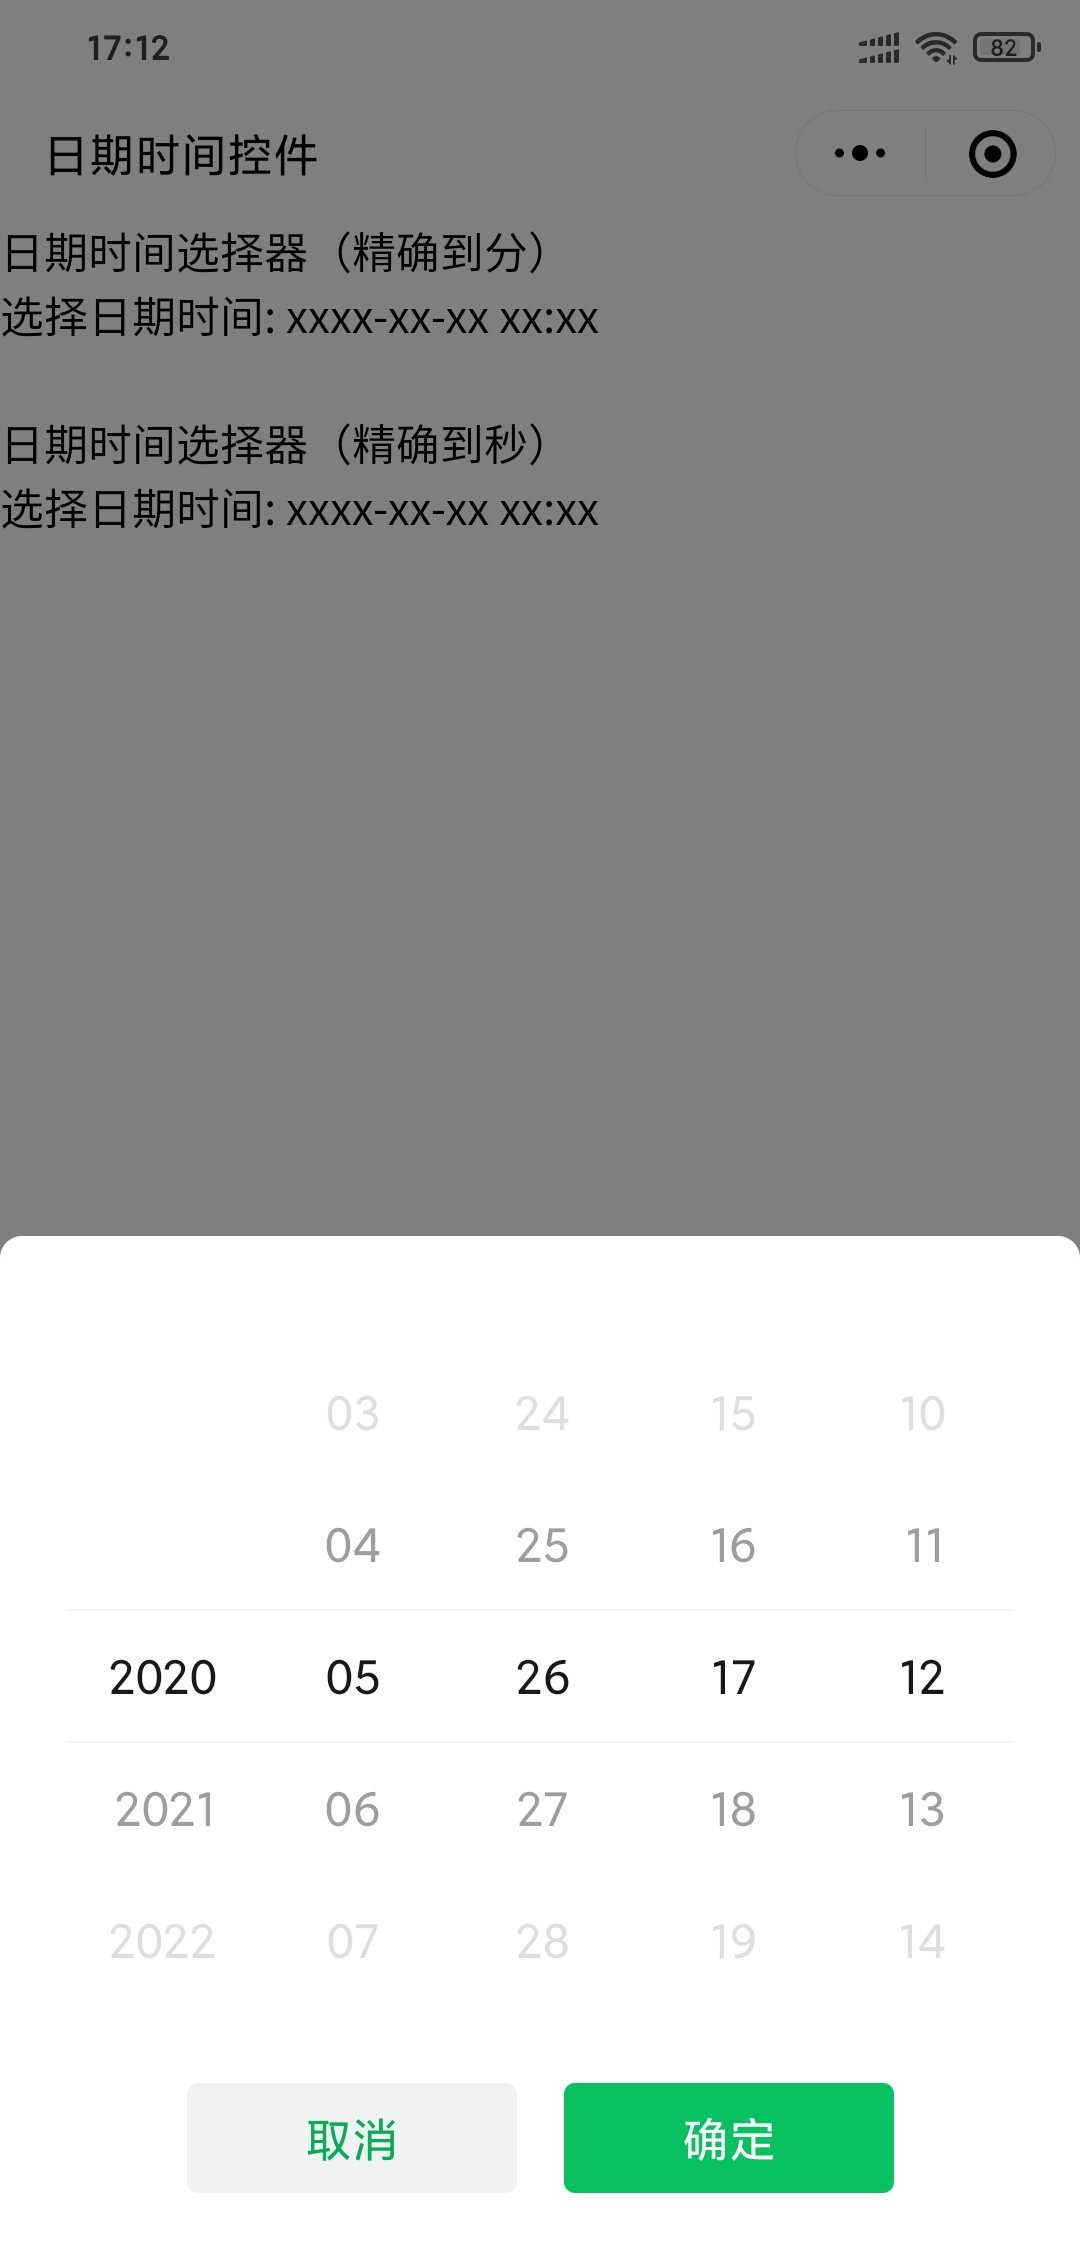 17:12
82
日期时间控件
日期时间选择器（精确到分）
选择日期时间: xxxx-xx-xx xx:xx
日期时间选择器（精确到秒）
选择日期时间: xxxx-xx-xx xx:xx
03 24 15 10
04 25 16 11
2020 05 26 17 12
2021 06 27 18 13
2022 07 28 19 14
取消 确定